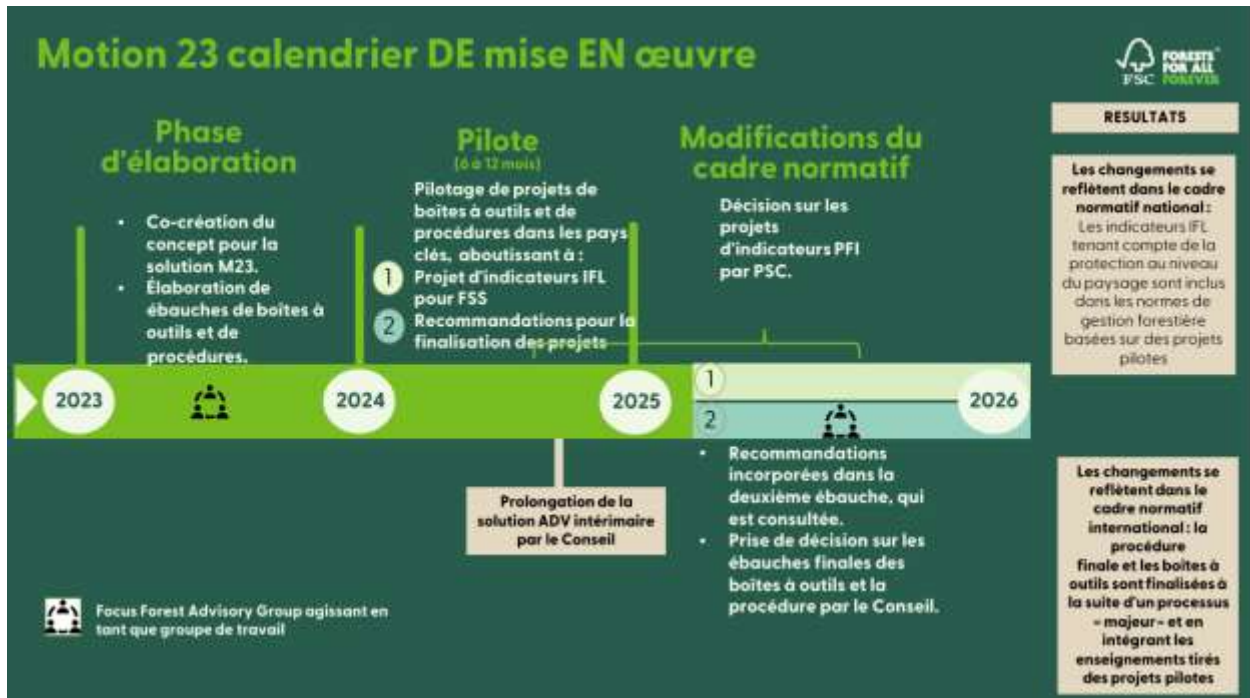 Motion 23 calendrier DE mise EN œuvre
FSC
FORESTS
FOR ALL
FOREVER
Phase
d'élaboration
• Co-création du
concept pour la
solution M23.
• Élaboration de
ébauches de boîtes à
outils et de
procédures.
Pilote
(6 à 12 mois)
Pilotage de projets de
boîtes à outils et de
procédures dans les pays
clés, aboutissant à :
1 Projet d'indicateurs IFL
pour FSS
2 Recommandations pour la
finalisation des projets
Modifications du
cadre normatif
Décision sur les
projets
d'indicateurs PFI
par PSC.
2023
2024
2025
1
2
2026
Prolongation de la
solution ADV intérimaire
par le Conseil
• Recommandations
incorporées dans la
deuxième ébauche, qui
est consultée.
• Prise de décision sur les
ébauches finales des
boîtes à outils et la
procédure par le Conseil.
Focus Forest Advisory Group agissant en
tant que groupe de travail
RESULTATS
Les changements se
reflètent dans le cadre
normatif national :
Les indicateurs IFL
tenant compte de la
protection au niveau
du paysage sont inclus
dans les normes de
gestion forestière
basées sur des projets
pilotes
Les changements se
reflètent dans le
cadre normatif
international : la
procédure
finale et les boîtes à
outils sont finalisées à
la suite d'un processus
« majeur » et en
intégrant les
enseignements tirés
des projets pilotes